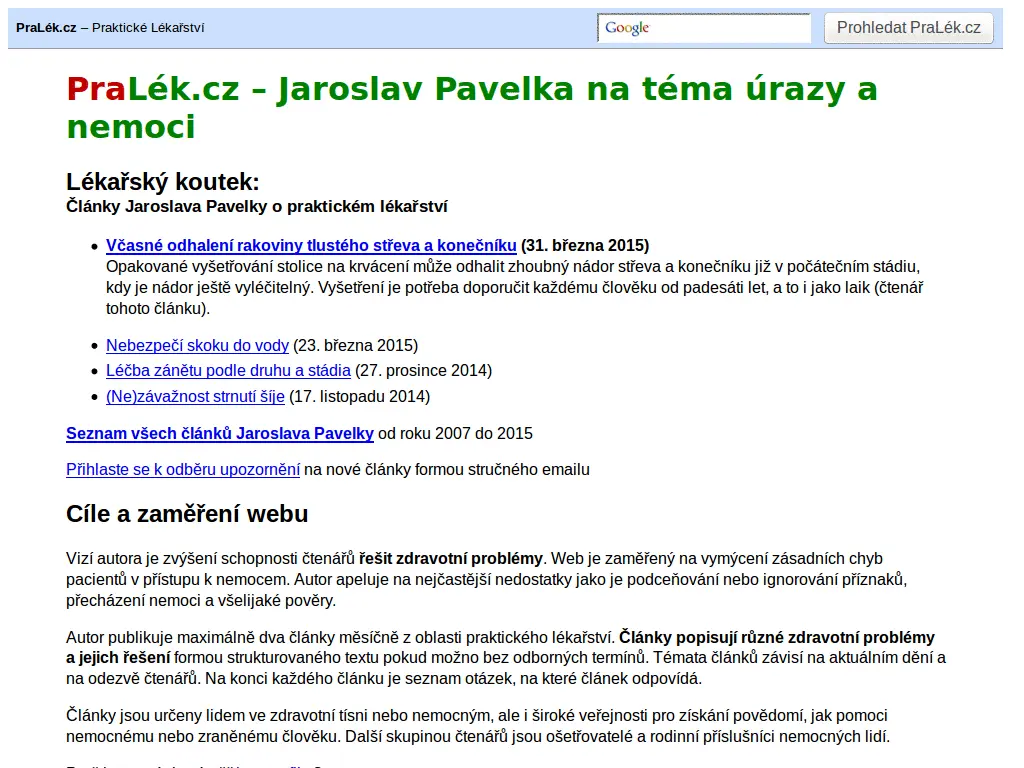 PraLék.cz – Praktické Lékařství
Google
Prohledat PraLék.cz
PraLék.cz – Jaroslav Pavelka na téma úrazy a
nemoci
Lékařský koutek:
Články Jaroslava Pavelky o praktickém lékařství
Včasné odhalení rakoviny tlustého střeva a konečníku (31. března 2015)
Opakované vyšetřování stolice na krvácení může odhalit zhoubný nádor střeva a konečníku již v počátečním stádiu,
kdy je nádor ještě vyléčitelný. Vyšetření je potřeba doporučit každému člověku od padesáti let, a to i jako laik (čtenář
tohoto článku).
Nebezpečí skoku do vody (23. března 2015)
Léčba zánětu podle druhu a stádia (27. prosince 2014)
(Ne)závažnost strnutí šíje (17. listopadu 2014)
Seznam všech článků Jaroslava Pavelky od roku 2007 do 2015
Přihlaste se k odběru upozornění na nové články formou stručného emailu
Cíle a zaměření webu
Vizí autora je zvýšení schopnosti čtenářů řešit zdravotní problémy. Web je zaměřený na vymýcení zásadních chyb
pacientů v přístupu k nemocem. Autor apeluje na nejčastější nedostatky jako je podceňování nebo ignorování příznaků,
přecházení nemoci a všelijaké pověry.
Autor publikuje maximálně dva články měsíčně z oblasti praktického lékařství. Články popisují různé zdravotní problémy
a jejich řešení formou strukturovaného textu pokud možno bez odborných termínů. Témata článků závisí na aktuálním dění a
na odezvě čtenářů. Na konci každého článku je seznam otázek, na které článek odpovídá.
Články jsou určeny lidem ve zdravotní tísni nebo nemocným, ale i široké veřejnosti pro získání povědomí, jak pomoci
nemocnému nebo zraněnému člověku. Další skupinou čtenářů jsou ošetřovatelé a rodinní příslušníci nemocných lidí.